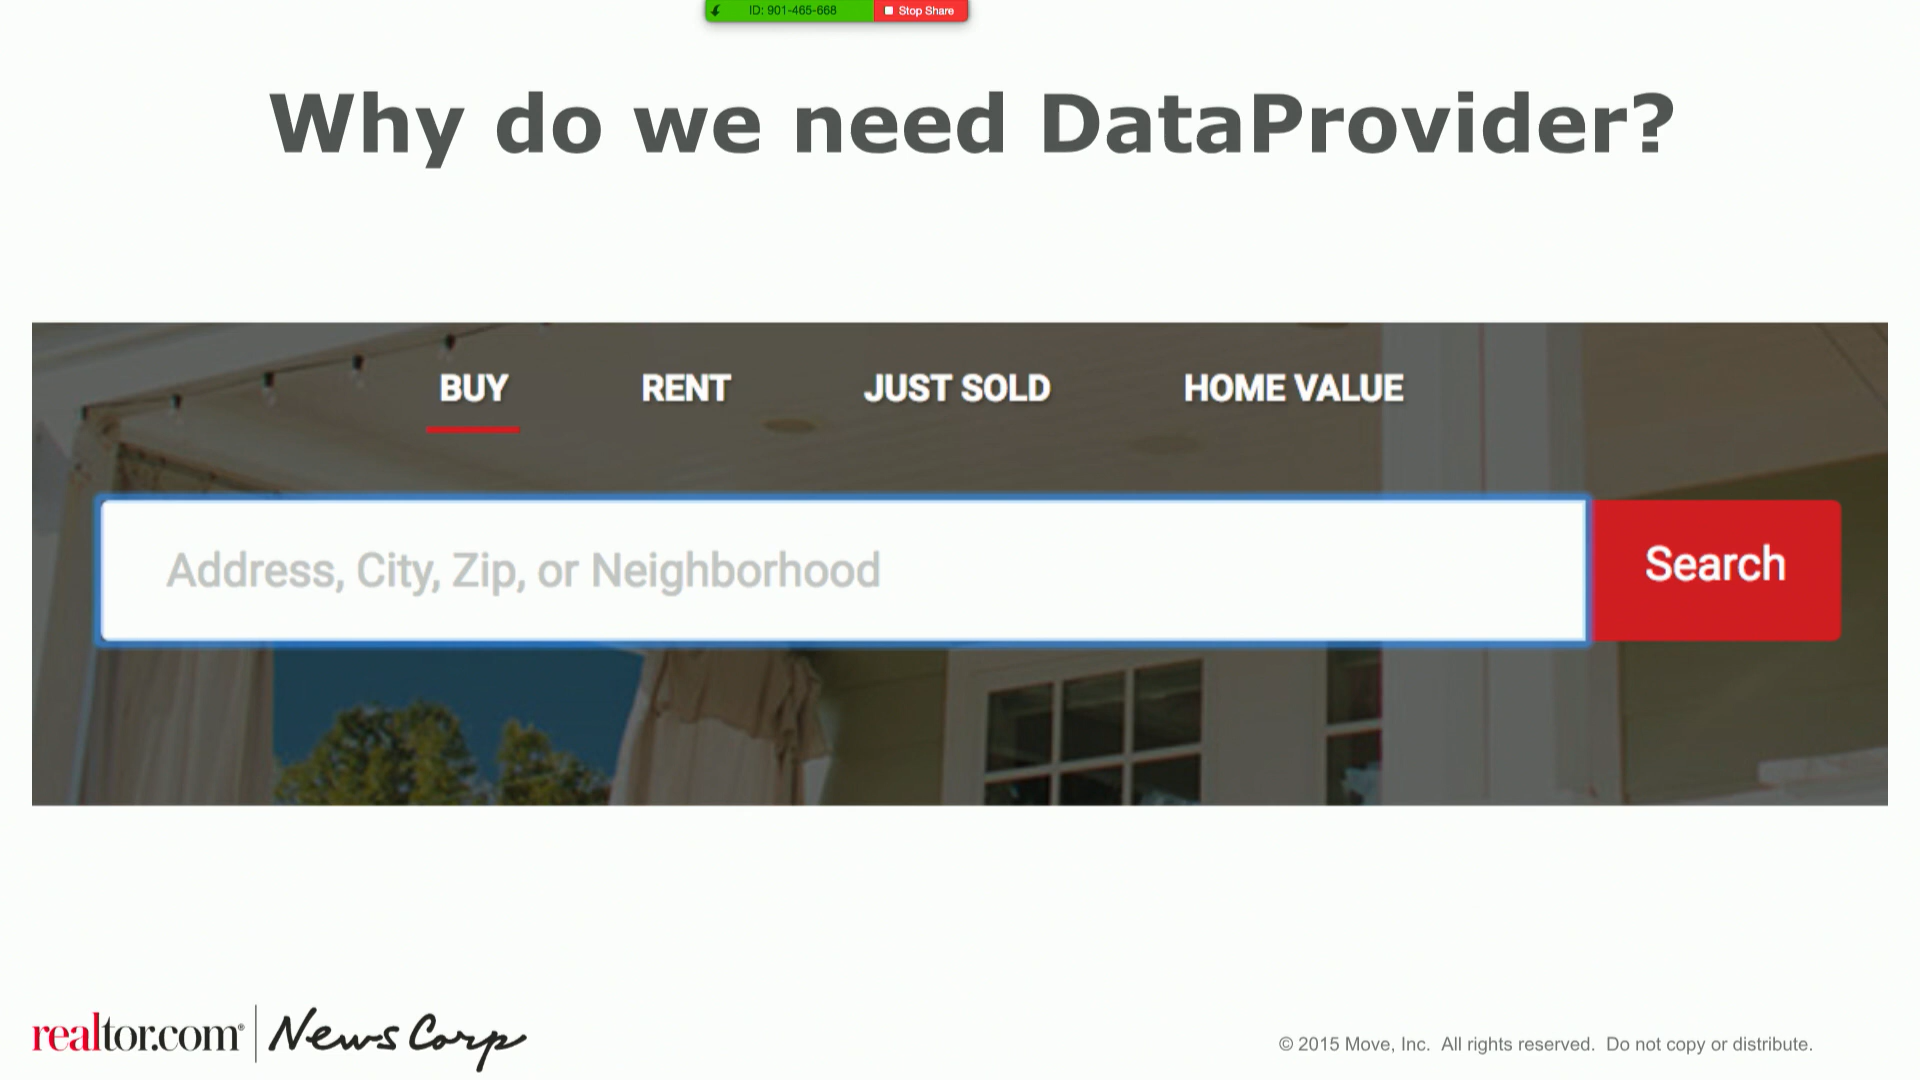 ID: 901-465-668 Stop Share
Why do we need DataProvider?
BUY RENT JUST SOLD HOME VALUE
Address, City, Zip, or Neighborhood
Search
realtor.com® News Corp
© 2015 Move, Inc. All rights reserved. Do not copy or distribute.